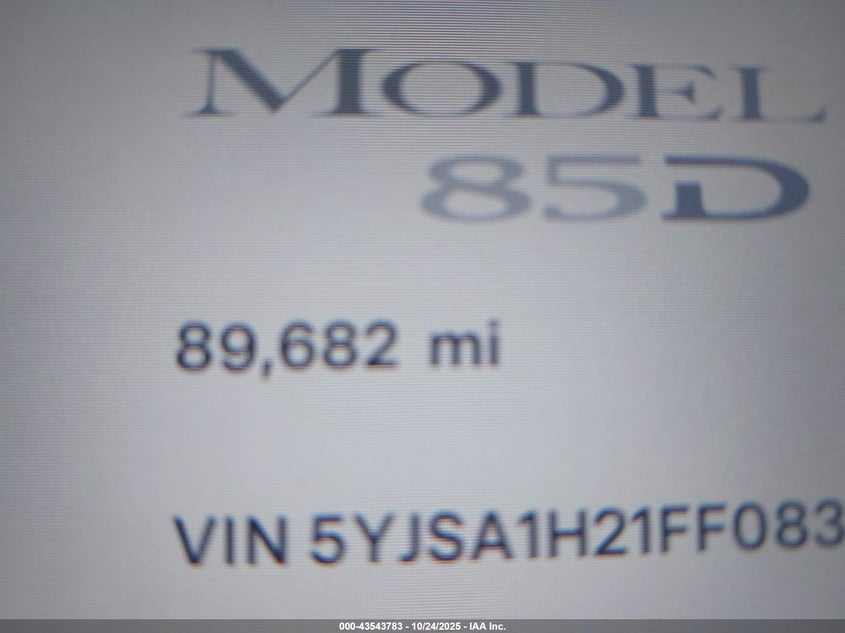 MODEL
85D
89,682 mi
VIN 5YJSA1H21FF083
000-43543783 - 10/24/2025 - IAA Inc.